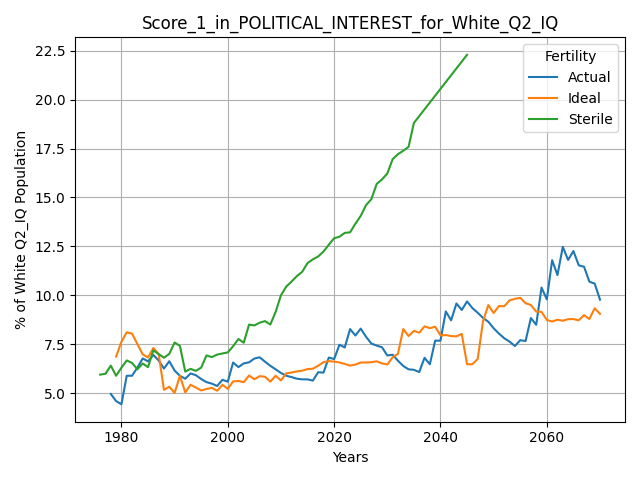 Score_1_in_POLITICAL_INTEREST_for_White_Q2_IQ
Fertility
Actual
Ideal
Sterile
% of White Q2_IQ Population
22.5
20.0
17.5
15.0
12.5
10.0
7.5
5.0
1980
2000
2020
2040
2060
Years